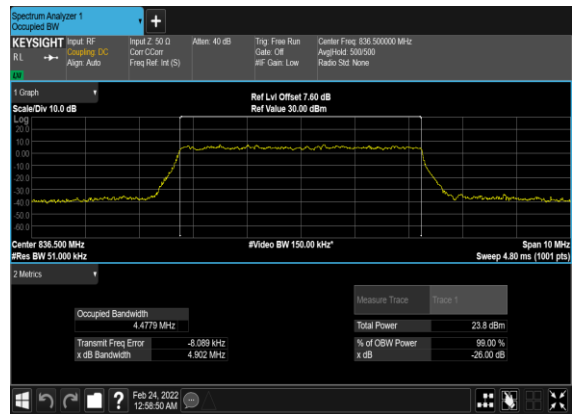 Spectrum Analyzer 1
Occupied BW
KEYSIGHT
R L
LW
Input: RF
Coupling: DC
Align: Auto
Input Z: 50 Ω
Corr CCorr
Freq Ref: Int (S)
Atten: 40 dB
Trig: Free Run
Gate: Off
#IF Gain: Low
Center Freq: 836.500000 MHz
Avg|Hold: 500/500
Radio Std: None
1 Graph
Scale/Div 10.0 dB
Ref Lvl Offset 7.60 dB
Ref Value 30.00 dBm
Log
20.0
10.0
0.00
-10.0
-20.0
-30.0
-40.0
-50.0
-60.0
Center 836.500 MHz
#Res BW 51.000 kHz
#Video BW 150.00 kHz*
Span 10 MHz
Sweep 4.80 ms (1001 pts)
2 Metrics
Measure Trace
Trace 1
Occupied Bandwidth
4.4779 MHz
Total Power
23.8 dBm
Transmit Freq Error
-8.089 kHz
% of OBW Power
99.00 %
x dB Bandwidth
4.902 MHz
x dB
-26.00 dB
?
Feb 24, 2022
12:58:50 AM